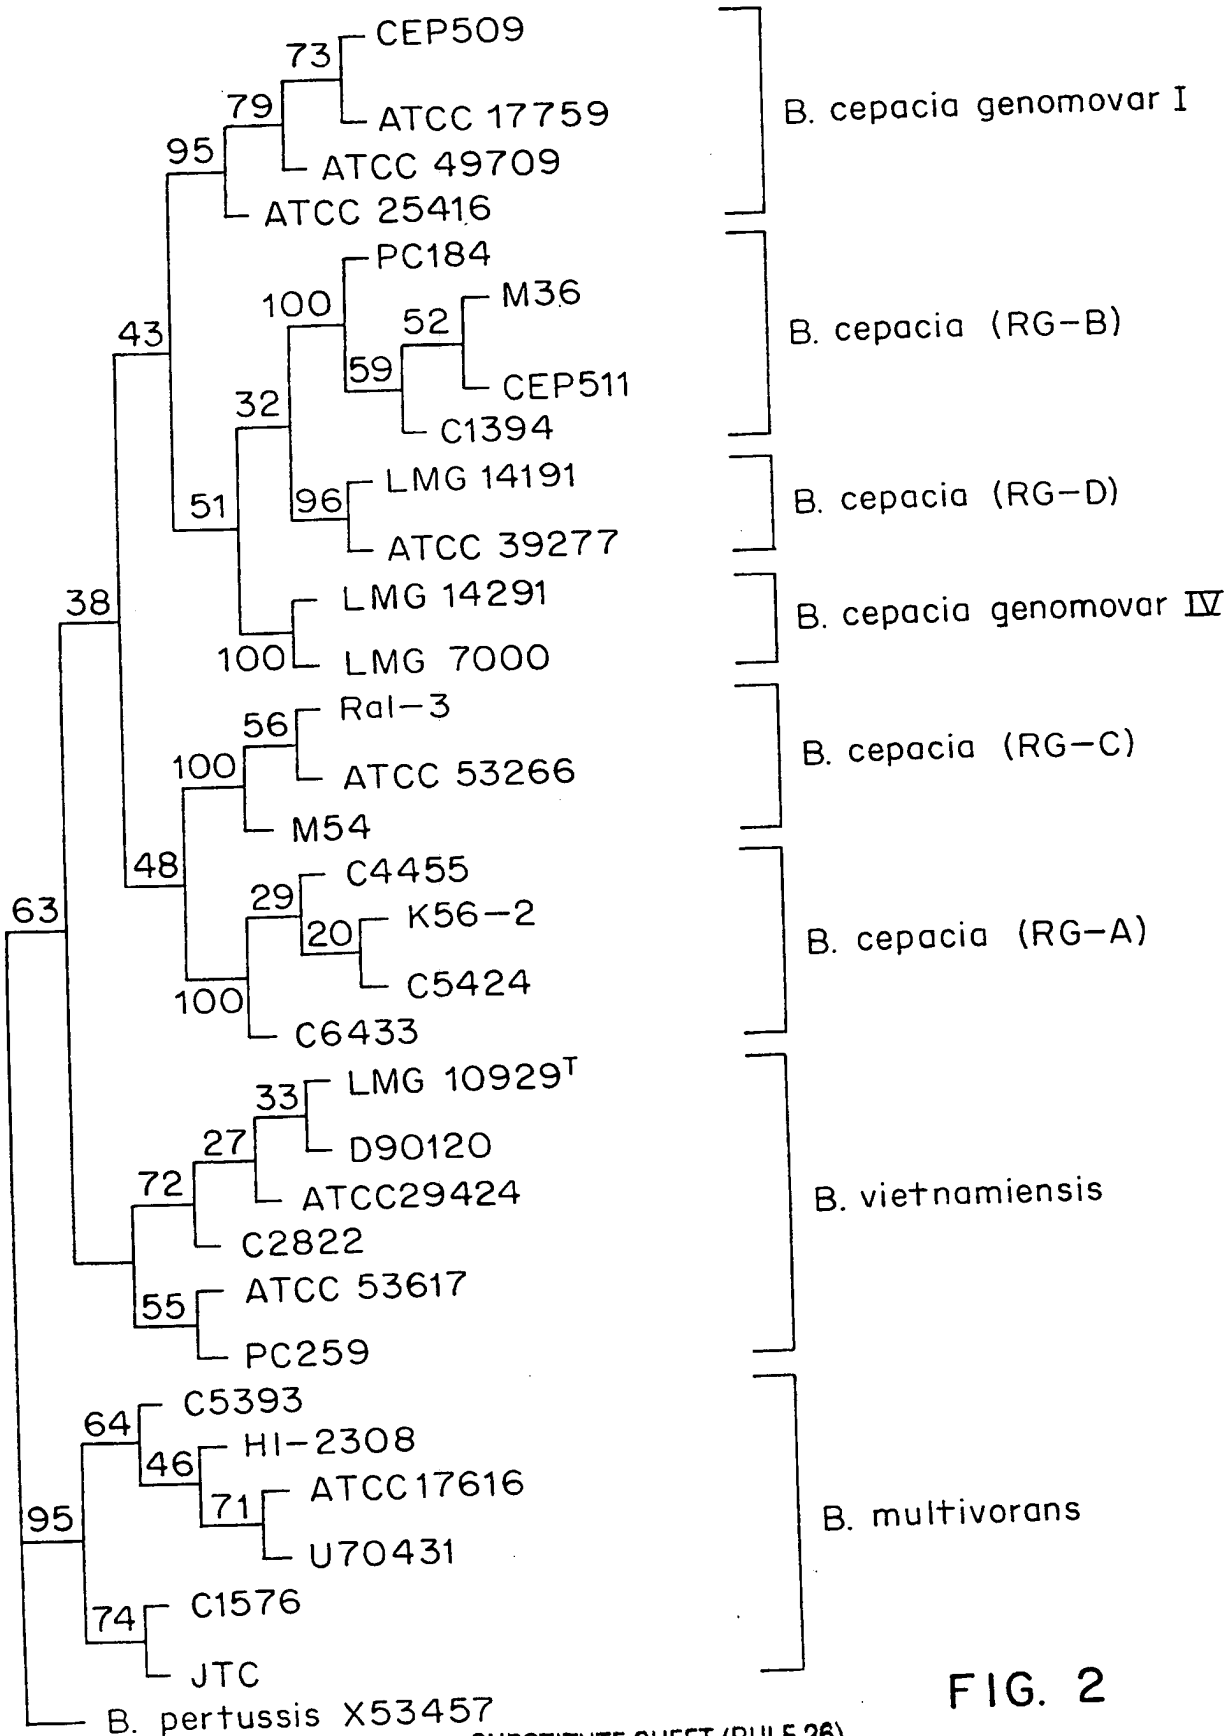 CEP509
73
79
ATCC 17759
B. cepacia genomovar I
95
ATCC 49709
ATCC 25416
PC184
100
M36
52
B. cepacia (RG-B)
43
59
CEP511
32
C1394
LMG 14191
96
51
B. cepacia (RG-D)
ATCC 39277
LMG 14291
38
B. cepacia genomovar IV
100
LMG 7000
Ral-3
56
100
ATCC 53266
B. cepacia (RG-C)
M54
48
C4455
29
K56-2
63
20
B. cepacia (RG-A)
C5424
100
C6433
LMG 10929T
33
D90120
27
72
ATCC29424
B. vietnamiensis
C2822
ATCC 53617
55
PC259
C5393
64
HI-2308
46
ATCC17616
71
95
B. multivorans
U70431
C1576
74
JTC
FIG. 2
B. pertussis X53457
SUBSTITUTE SHEET (RULE 26)